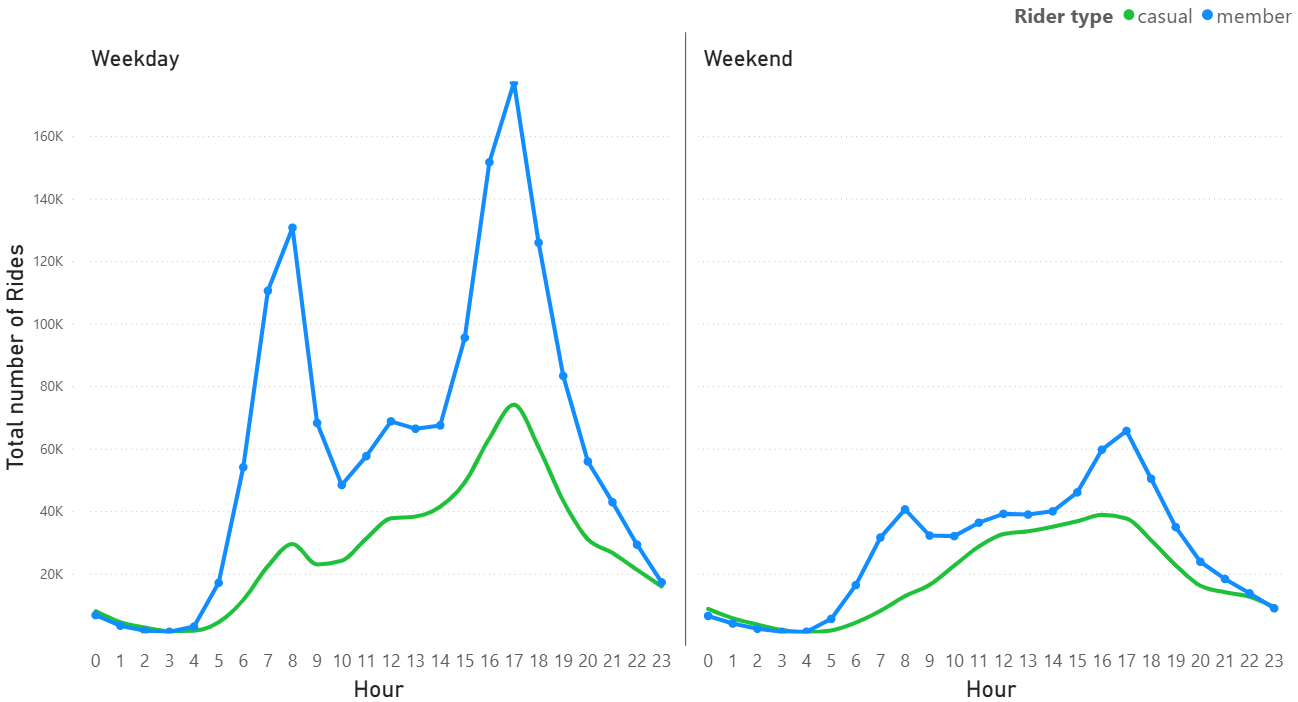 Rider type casual member
Weekday Weekend
160K
140K
120K
100K
80K
60K
40K
20K
Total number of Rides
0 1 2 3 4 5 6 7 8 9 10 11 12 13 14 15 16 17 18 19 20 21 22 23 0 1 2 3 4 5 6 7 8 9 10 11 12 13 14 15 16 17 18 19 20 21 22 23
Hour Hour